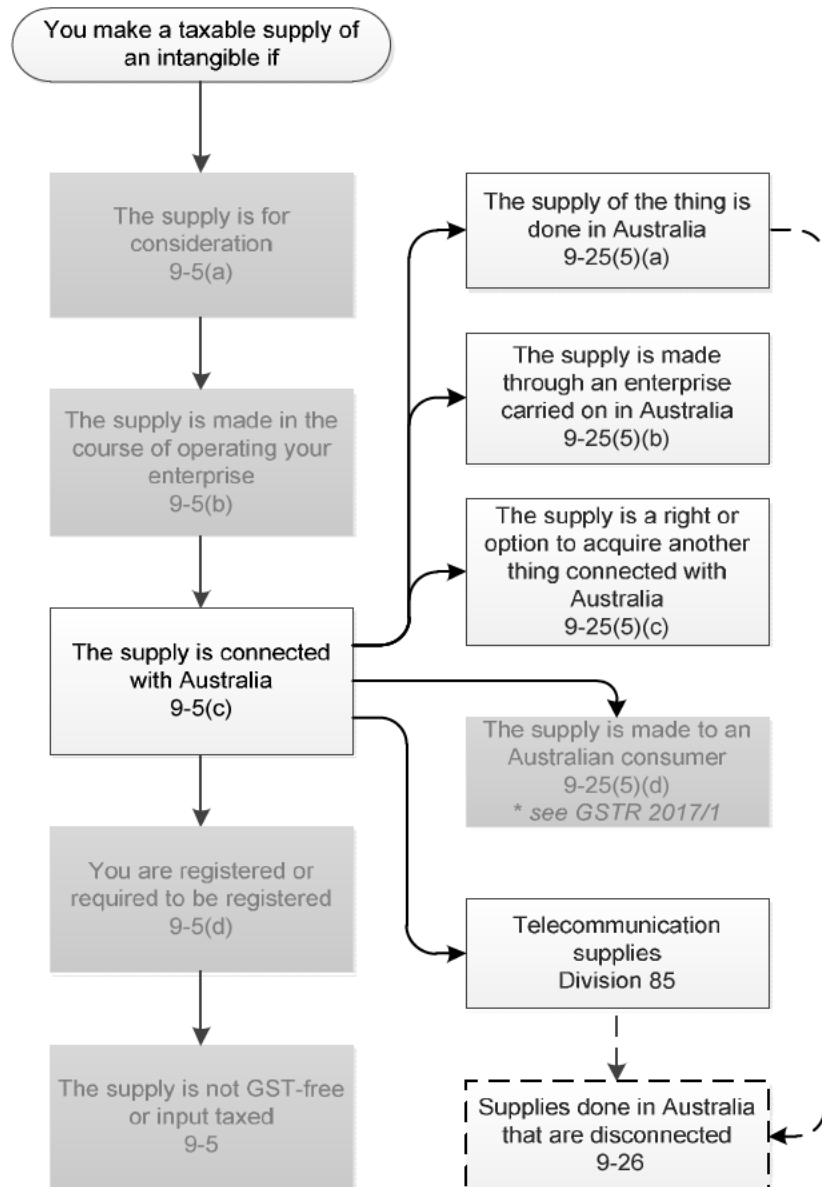 You make a taxable supply of
an intangible if
The supply is for
consideration
9-5(a)
The supply is made in the
course of operating your
enterprise
9-5(b)
The supply is connected
with Australia
9-5(c)
You are registered or
required to be registered
9-5(d)
The supply is not GST-free
or input taxed
9-5
The supply of the thing is
done in Australia
9-25(5)(a)
The supply is made
through an enterprise
carried on in Australia
9-25(5)(b)
The supply is a right or
option to acquire another
thing connected with
Australia
9-25(5)(c)
The supply is made to an
Australian consumer
9-25(5)(d)
* see GSTR 2017/1
Telecommunication
supplies
Division 85
Supplies done in Australia
that are disconnected
9-26